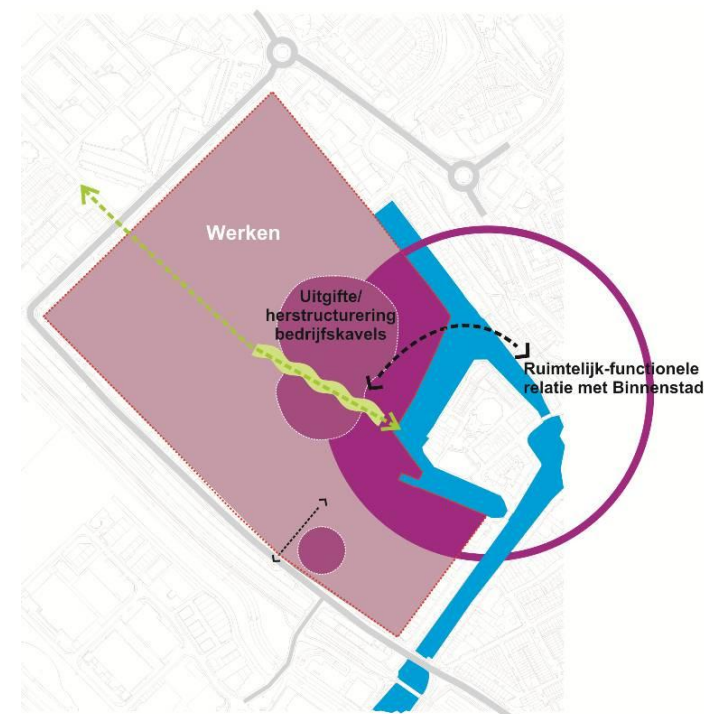 Werken
Uitgifte/
herstructurering
bedrijfskavels
Ruimtelijk-functionele
relatie met Binnenstad